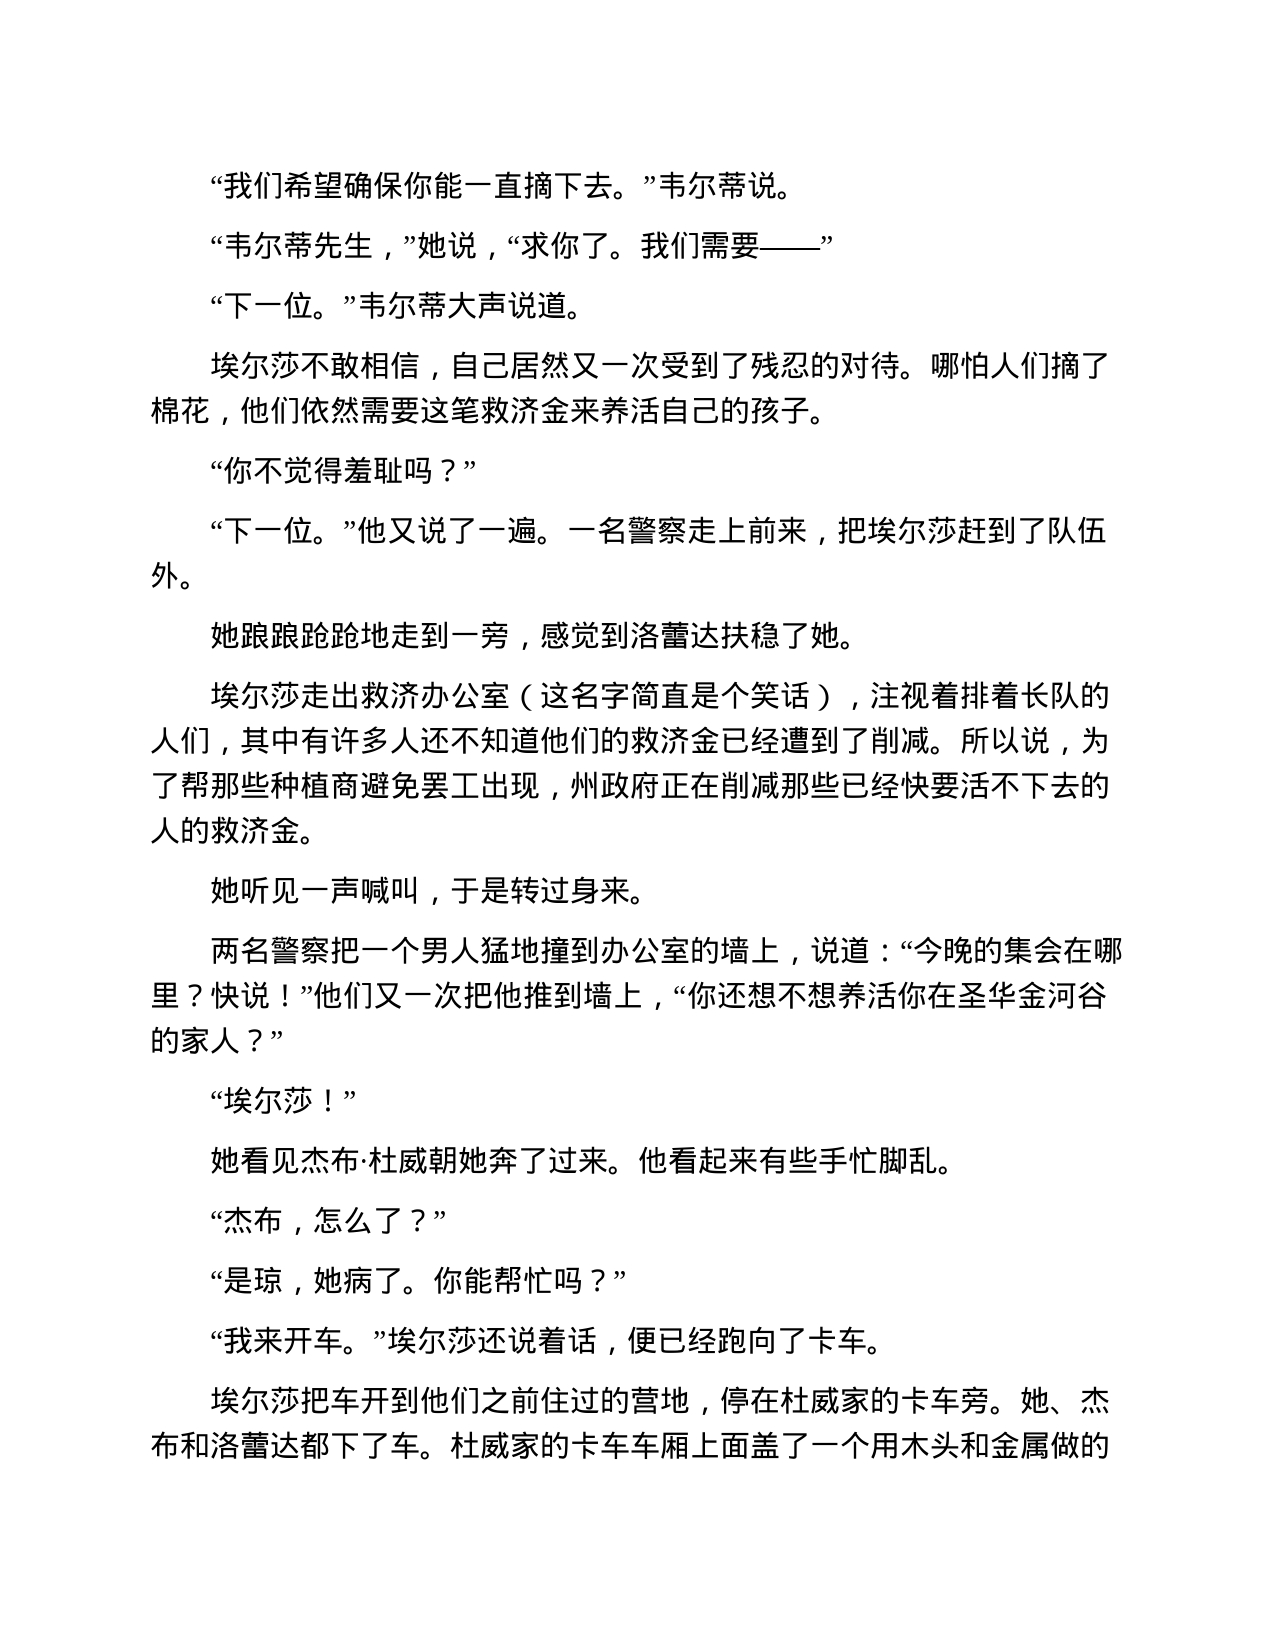 “我们希望确保你能一直摘下去。”韦尔蒂说。
“韦尔蒂先生，”她说，“求你了。我们需要——”
“下一位。”韦尔蒂大声说道。
埃尔莎不敢相信，自己居然又一次受到了残忍的对待。哪怕人们摘了
棉花，他们依然需要这笔救济金来养活自己的孩子。
“你不觉得羞耻吗？”
“下一位。”他又说了一遍。一名警察走上前来，把埃尔莎赶到了队伍
外。
她踉踉跄跄地走到一旁，感觉到洛蕾达扶稳了她。
埃尔莎走出救济办公室（这名字简直是个笑话），注视着排着长队的
人们，其中有许多人还不知道他们的救济金已经遭到了削减。所以说，为
了帮那些种植商避免罢工出现，州政府正在削减那些已经快要活不下去的
人的救济金。
她听见一声喊叫，于是转过身来。
两名警察把一个男人猛地撞到办公室的墙上，说道：“今晚的集会在哪
里？快说！”他们又一次把他推到墙上，“你还想不想养活你在圣华金河谷
的家人？”
“埃尔莎！”
她看见杰布·杜威朝她奔了过来。他看起来有些手忙脚乱。
“杰布，怎么了？”
“是琼，她病了。你能帮忙吗？”
“我来开车。”埃尔莎还说着话，便已经跑向了卡车。
埃尔莎把车开到他们之前住过的营地，停在杜威家的卡车旁。她、杰
布和洛蕾达都下了车。杜威家的卡车车厢上面盖了一个用木头和金属做的